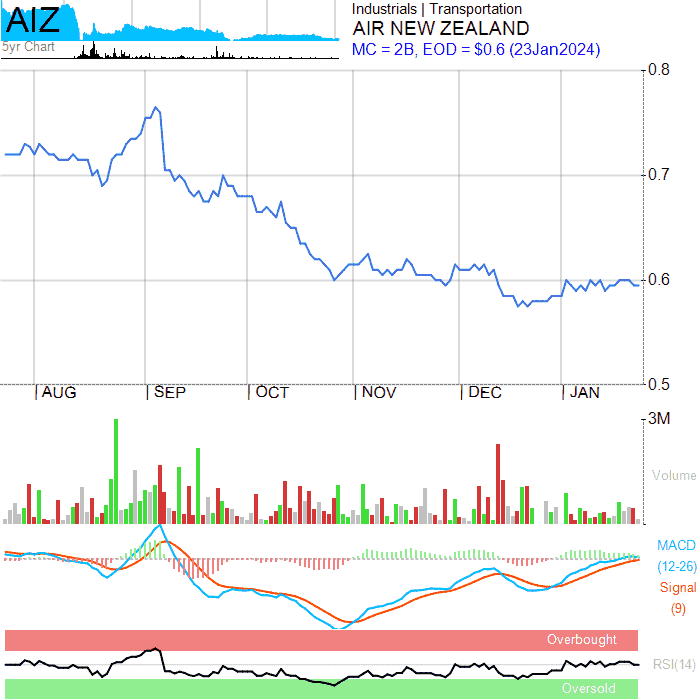 AIZ
5yr Chart
Industrials | Transportation
AIR NEW ZEALAND
MC = 2B, EOD = $0.6 (23Jan2024)
0.8
0.7
0.6
0.5
|AUG |SEP |OCT |NOV |DEC |JAN
3M
Volume
MACD
(12-26)
Signal
(9)
Overbought
RSI(14)
Oversold